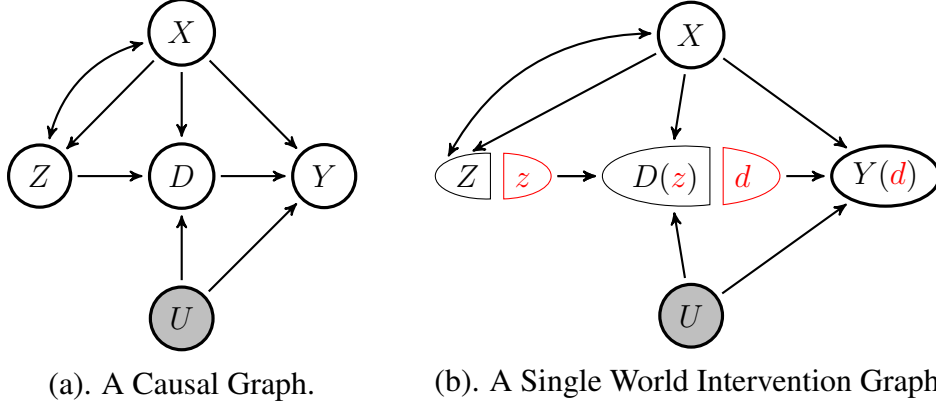 X
X
Z
D
Y
Z
z
D(z)
d
Y(d)
U
U
(a). A Causal Graph.
(b). A Single World Intervention Graph